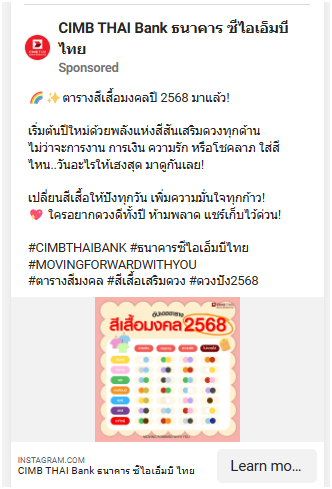 CIMB THAI Bank ธนาคาร ซีไอเอ็มบี
ไทย
Sponsored
🌈 ✨ตารางสีเสื้อมงคลปี 2568 มาแล้ว!
เริ่มต้นปีใหม่ด้วยพลังแห่งสีสันเสริมดวงทุกด้าน
ไม่ว่าจะการงาน การเงิน ความรัก หรือโชคลาภ ใส่สี
ไหน..วันอะไรให้เฮงสุด มาดูกันเลย!
เปลี่ยนสีเสื้อให้ปังทุกวัน เพิ่มความมั่นใจทุกก้าว!
💖 ใครอยากดวงดีทั้งปี ห้ามพลาด แชร์เก็บไว้ด่วน!
#CIMBTHAIBANK #ธนาคารซีไอเอ็มบีไทย
#MOVINGFORWARDWITHYOU
#ตารางสีมงคล #สีเสื้อเสริมดวง #ดวงปัง2568
อัปเดตตาราง
สีเสื้อมงคล 2568
INSTAGRAM.COM
CIMB THAI Bank ธนาคาร ซีไอเอ็มบี ไทย
Learn mo...